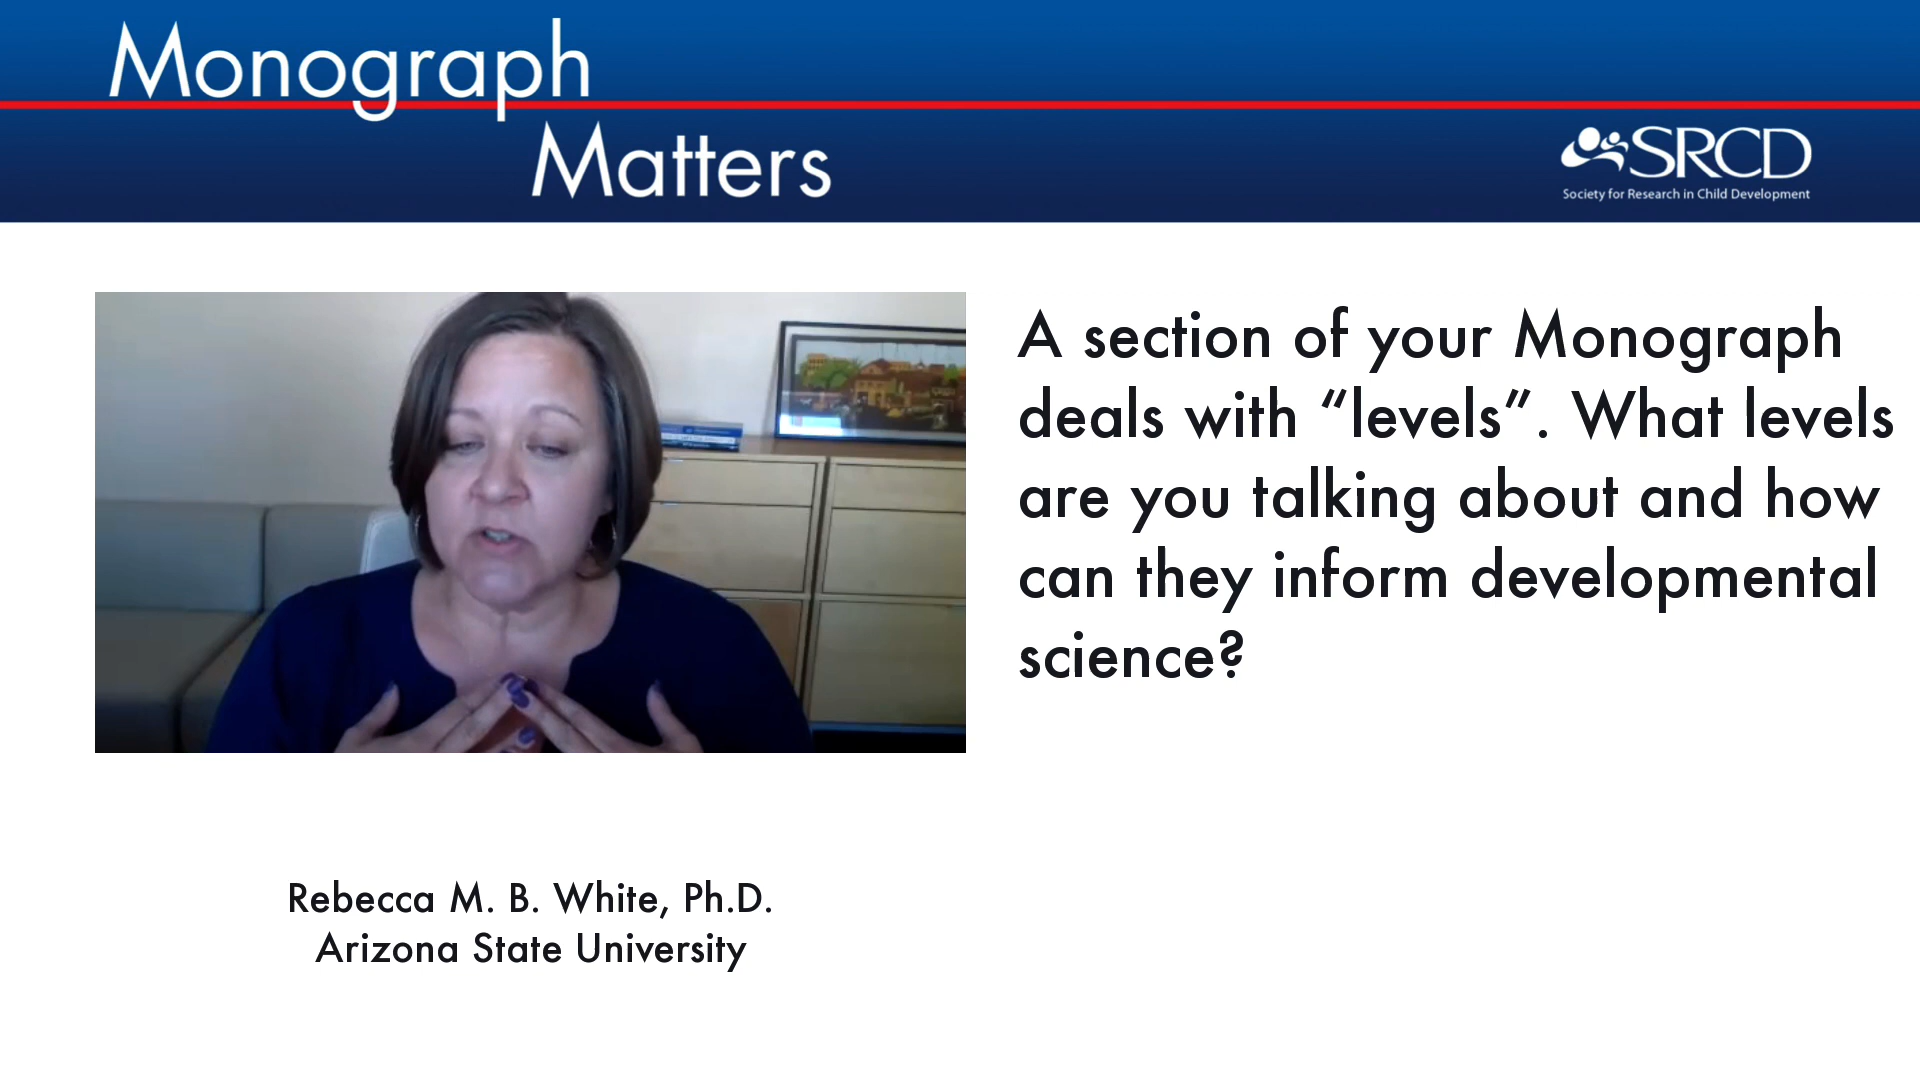 Monograph
Matters
SRCD
Society for Research in Child Development
A section of your Monograph
deals with “levels”. What levels
are you talking about and how
can they inform developmental
science?
Rebecca M. B. White, Ph.D.
Arizona State University